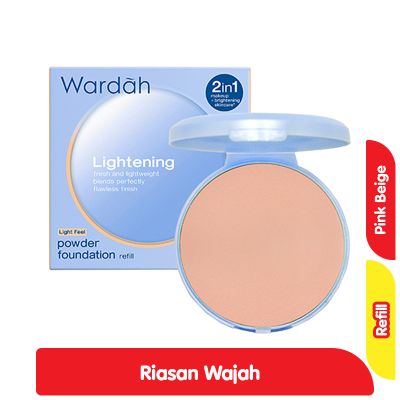 Wardah
2in1
makeup
+ brightening
skincare*
Lightening
fresh and lightweight
blends perfectly
flawless finish
Light Feel
powder
foundation refill
Pink Beige
Refill
Riasan Wajah